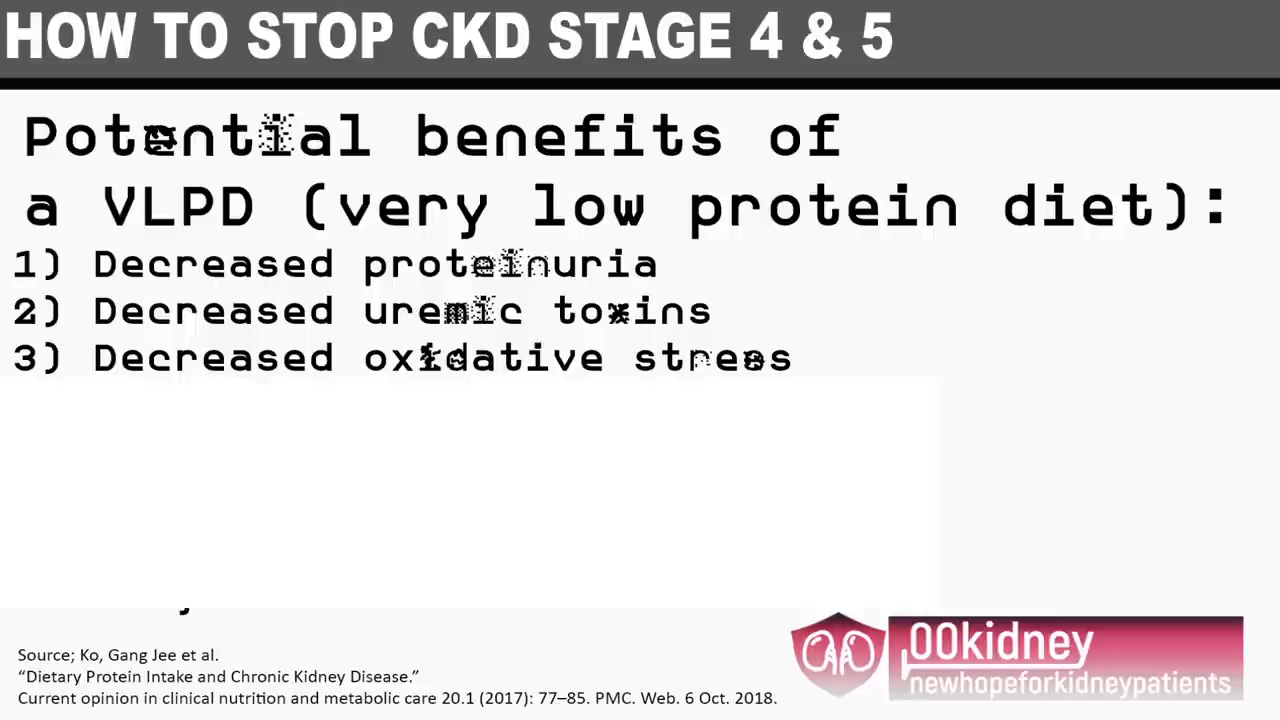 HOW TO STOP CKD STAGE 4 & 5
Potential benefits of
a VLPD (very low protein diet):
1) Decreased proteinuria
2) Decreased uremic toxins
3) Decreased oxidative stress
Source; Ko, Gang Jee et al.
“Dietary Protein Intake and Chronic Kidney Disease.”
Current opinion in clinical nutrition and metabolic care 20.1 (2017): 77–85. PMC. Web. 6 Oct. 2018.
00kidney
newhopeforkidneypatients